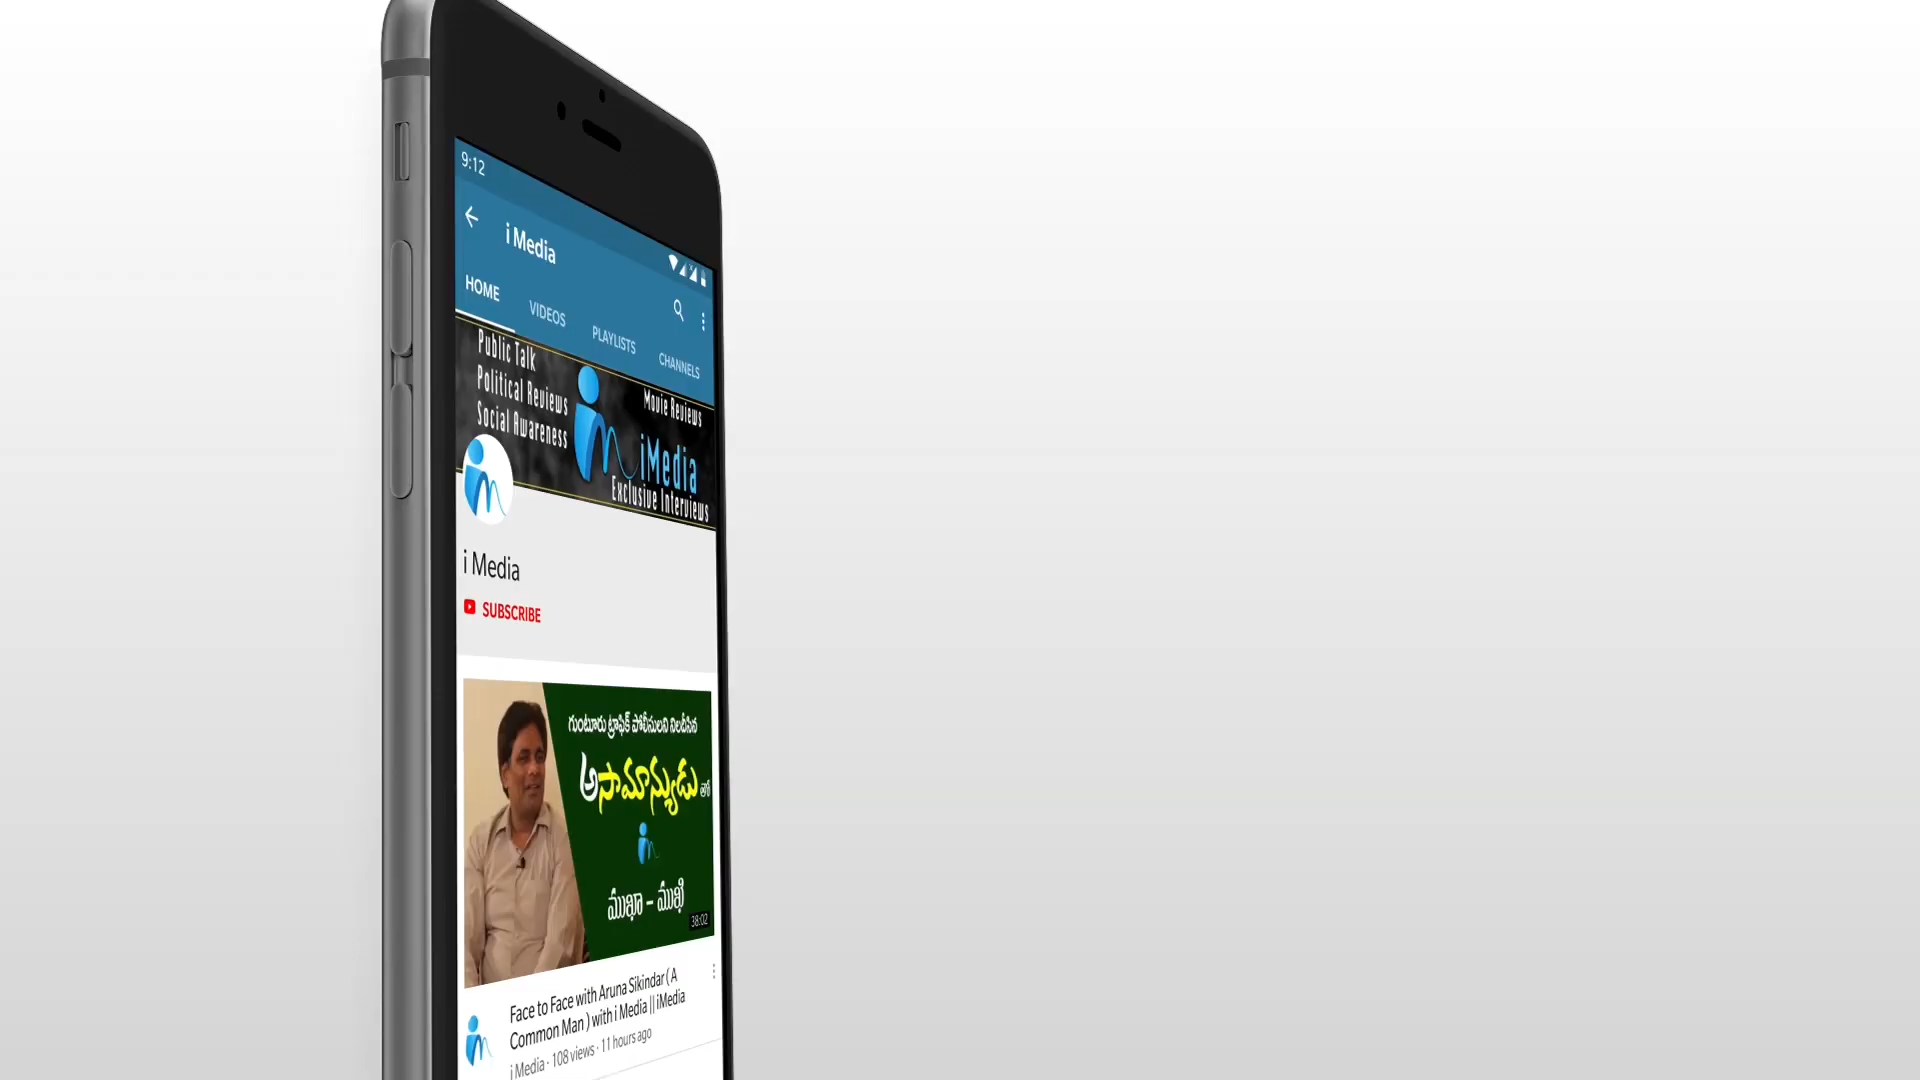 9:12
i Media
HOME
VIDEOS
PLAYLISTS
CHANNELS
Public Talk
Political Reviews
Social Awareness
Movie Reviews
iMedia
Exclusive Interviews
i Media
SUBSCRIBE
గుంటూరు ట్రాఫిక్ పోలీసులని నిలదీసిన
అసామాన్యుడు తో
ముఖా - ముఖి
38:02
Face to Face with Aruna Sikindar ( A
Common Man ) with i Media || iMedia
i Media · 108 views · 11 hours ago